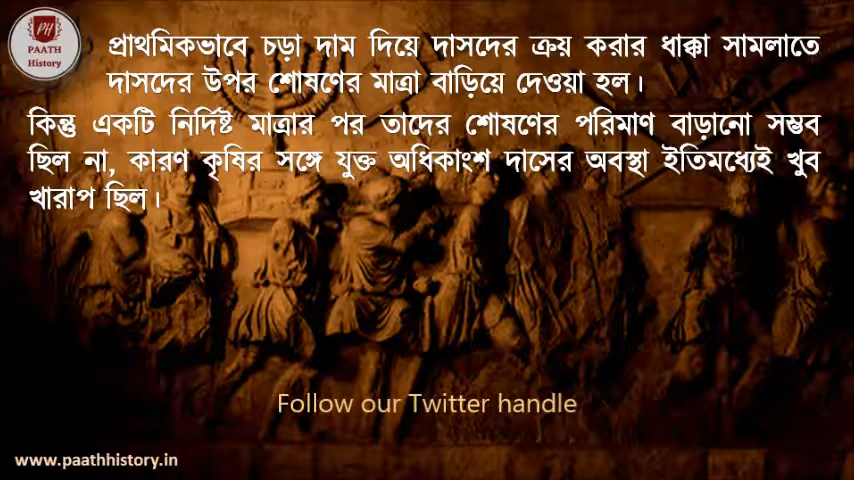 PH
PAATH
History
প্রাথমিকভাবে চড়া দাম দিয়ে দাসদের ক্রয় করার ধাক্কা সামলাতে
দাসদের উপর শোষণের মাত্রা বাড়িয়ে দেওয়া হল।
কিন্তু একটি নির্দিষ্ট মাত্রার পর তাদের শোষণের পরিমাণ বাড়ানো সম্ভব
ছিল না, কারণ কৃষির সঙ্গে যুক্ত অধিকাংশ দাসের অবস্থা ইতিমধ্যেই খুব
খারাপ ছিল।
Follow our Twitter handle
www.paathhistory.in